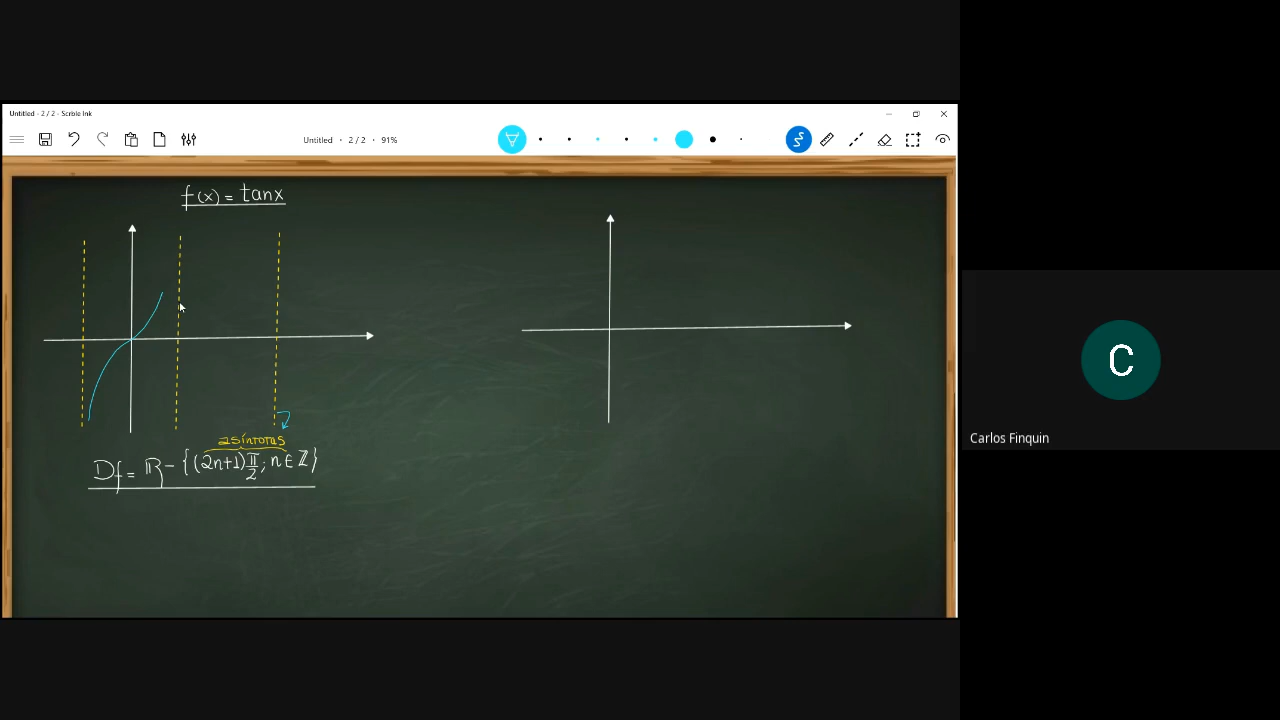 Untitled - 2 / 2 - Scrble Ink
Untitled · 2 / 2 · 91%
f(x) = tanx
asíntotas
Df = ℝ - {(2n+1)π/2; n ∈ ℤ}
C
Carlos Finquin